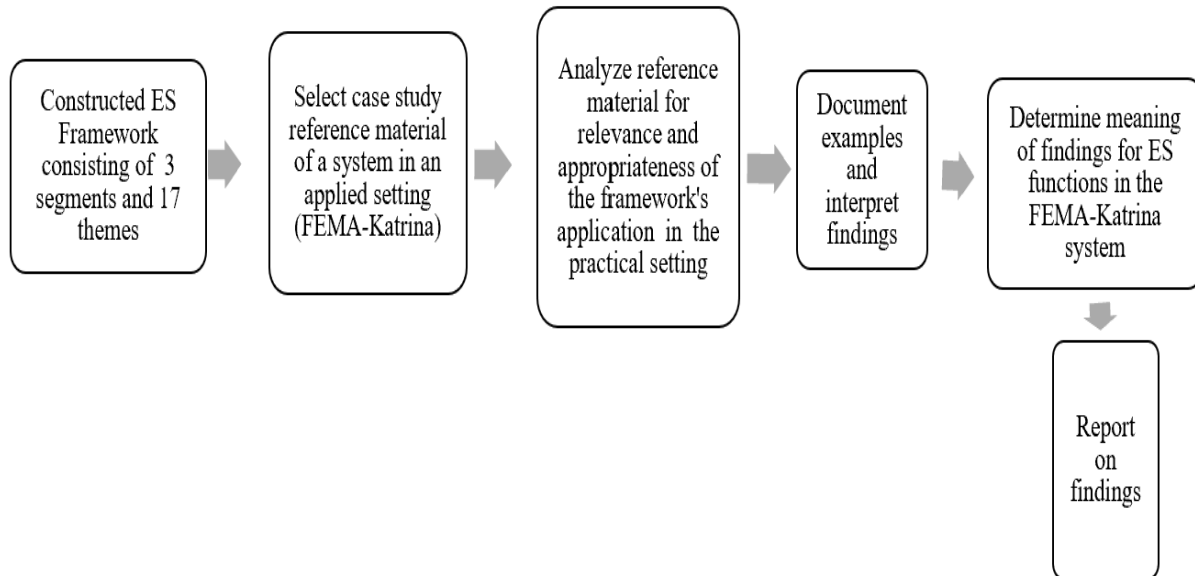 Constructed ES
Framework
consisting of 3
segments and 17
themes
Select case study
reference material
of a system in an
applied setting
(FEMA-Katrina)
Analyze reference
material for
relevance and
appropriateness of
the framework's
application in the
practical setting
Document
examples
and
interpret
findings
Determine meaning
of findings for ES
functions in the
FEMA-Katrina
system
Report
on
findings